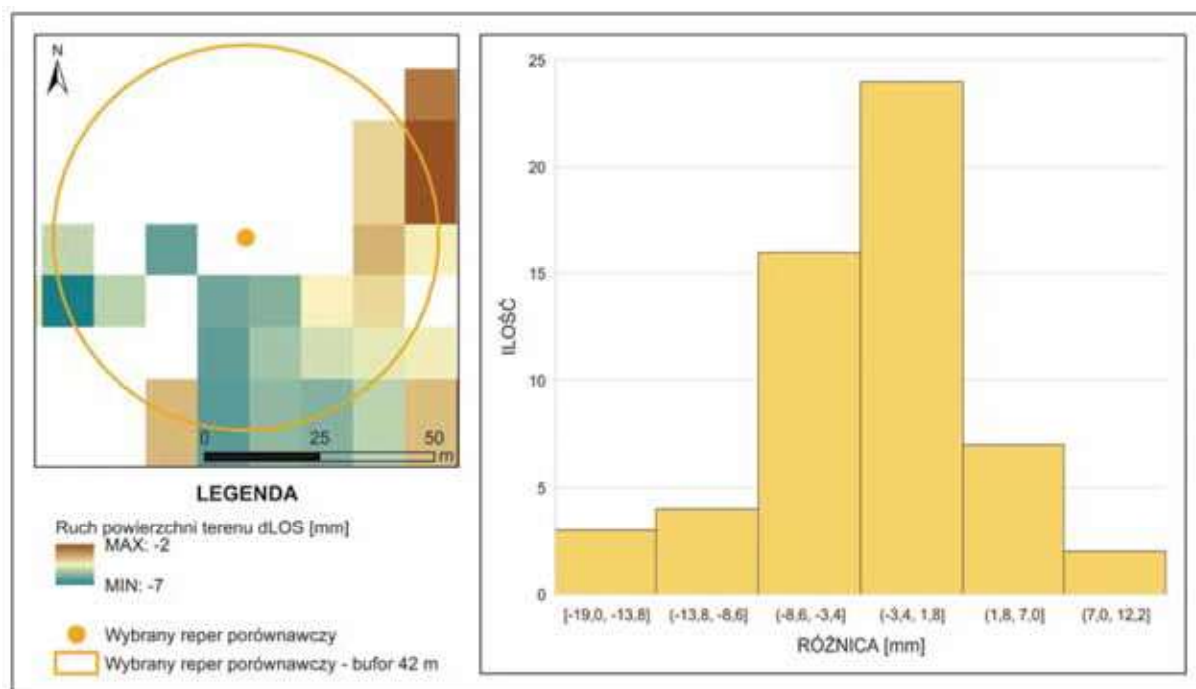 N
0 25 50
m
LEGENDA
Ruch powierzchni terenu dLOS [mm]
MAX: -2
MIN: -7
Wybrany reper porównawczy
Wybrany reper porównawczy - bufor 42 m
25
20
15
10
5
0
ILOŚĆ
[-19,0, -13,8] (-13,8, -8,6] (-8,6, -3,4] (-3,4, 1,8] (1,8, 7,0] (7,0, 12,2]
RÓŻNICA [mm]